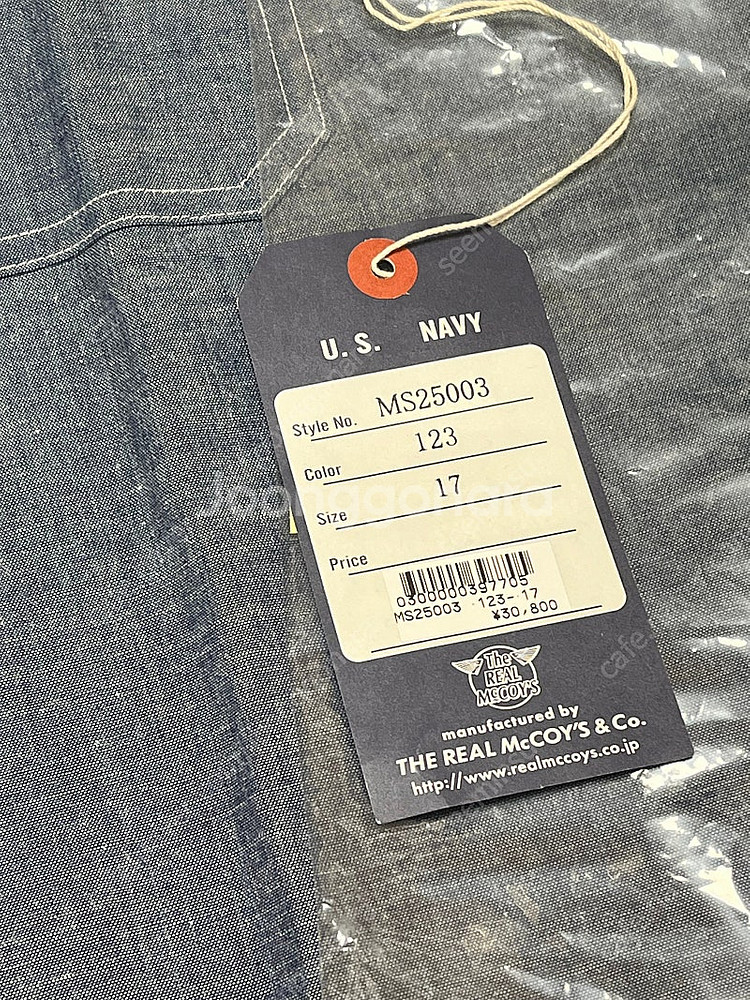 U. S. NAVY
Style No. MS25003
Color 123
Size 17
Price
0300000397705
MS25003 123- 17
¥30,800
The
REAL
McCOY'S
manufactured by
THE REAL McCOY'S & Co.
http://www.realmccoys.co.jp
Joonggonara